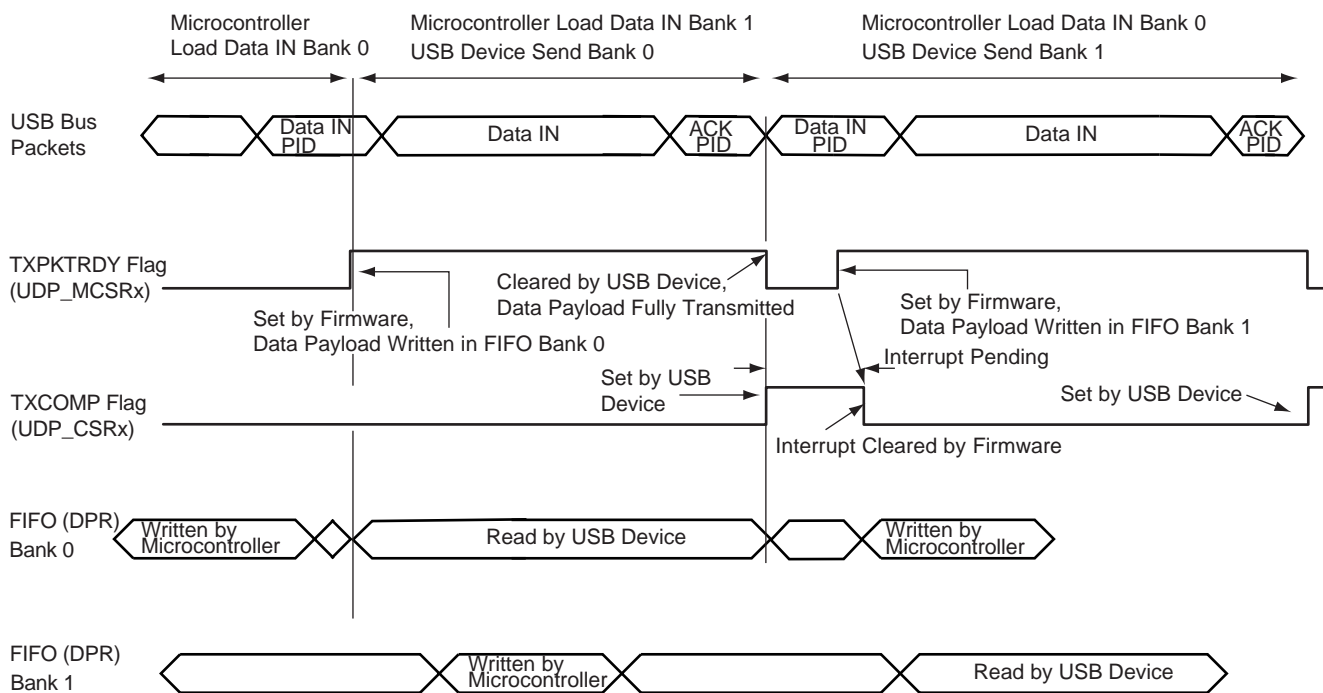 Microcontroller
Load Data IN Bank 0
Microcontroller Load Data IN Bank 1
USB Device Send Bank 0
Microcontroller Load Data IN Bank 0
USB Device Send Bank 1
USB Bus
Packets
Data IN
PID
Data IN
ACK
PID
Data IN
PID
Data IN
ACK
PID
TXPKTRDY Flag
(UDP_MCSRx)
Set by Firmware,
Data Payload Written in FIFO Bank 0
Cleared by USB Device,
Data Payload Fully Transmitted
Set by Firmware,
Data Payload Written in FIFO Bank 1
Interrupt Pending
TXCOMP Flag
(UDP_CSRx)
Set by USB
Device
Set by USB Device
Interrupt Cleared by Firmware
FIFO (DPR)
Bank 0
Written by
Microcontroller
Read by USB Device
Written by
Microcontroller
FIFO (DPR)
Bank 1
Written by
Microcontroller
Read by USB Device